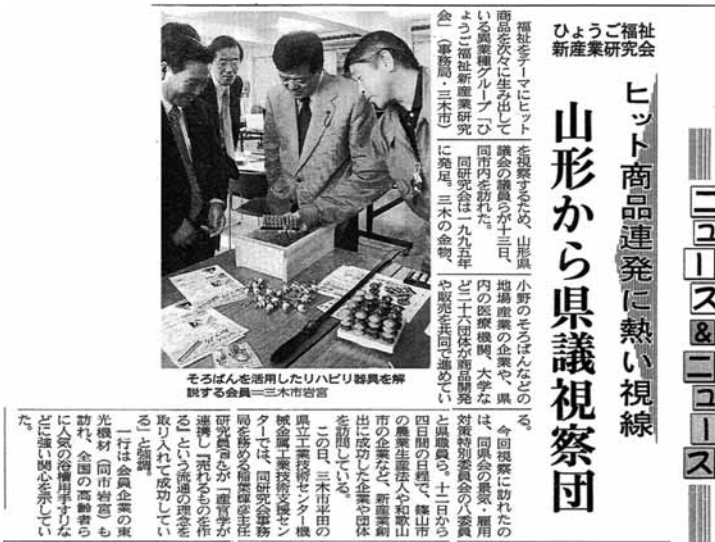 ニュース&ニュース
ひょうご福祉
新産業研究会
ヒット商品連発に熱い視線
山形から県議視察団
福祉をテーマにヒット
商品を次々に生み出して
いる異業種グループ「ひ
ょうご福祉新産業研究
会」(事務局・三木市)
を視察するため、山形県
議会の議員らが十三日、
同市内を訪れた。
同研究会は一九九五年
に発足。三木の金物、
小野のそろばんなどの
地場産業の企業や、県
内の医療機関、大学な
ど二十六団体が商品開発
や販売を共同で進めてい
る。
今回視察に訪れたの
は、同県会の景気・雇用
対策特別委員会の八委員
と県職員ら。十二日から
四日間の日程で、篠山市
の農業生産法人や和歌山
市の企業など、新産業創
出に成功した企業や団体
を訪問している。
この日、三木市平田の
県立工業技術センター機
械金属工業技術支援セン
ターでは、同研究会事務
局を務める稲葉輝彦主任
研究員が「産官学が
連携し『売れるものを作
る』という流通の理念を
取り入れて成功してい
る」と強調。
一行は会員企業の東
光機材(同市岩宮)も
訪れ、全国の高齢者ら
に人気の浴槽用手すりな
どに強い関心を示してい
た。
そろばんを活用したリハビリ器具を解
説する会員=三木市岩宮